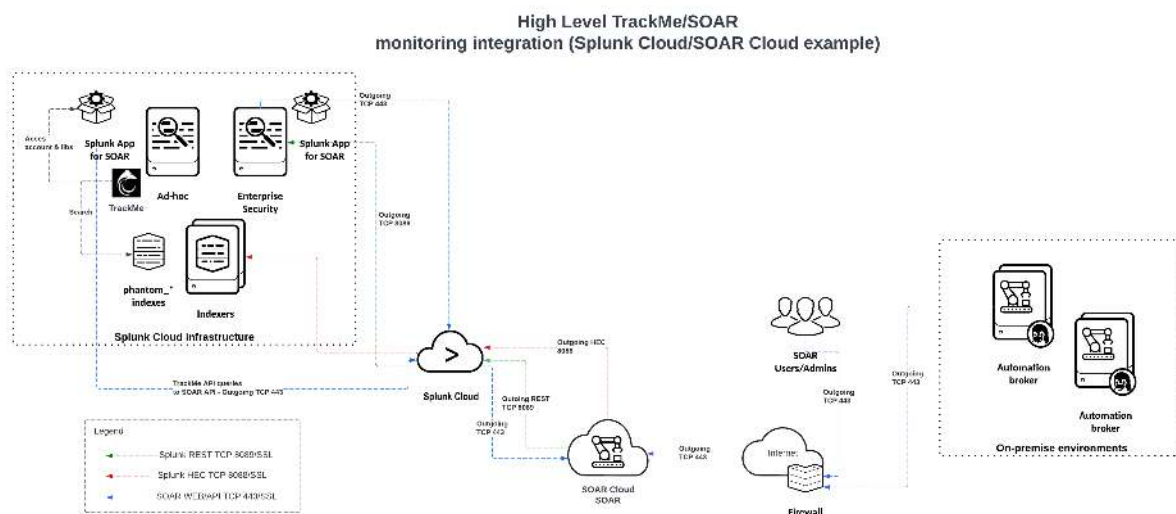 High Level TrackMe/SOAR
monitoring integration (Splunk Cloud/SOAR Cloud example)
Outgoing
TCP 443
Acces
account & libs
Splunk App
for SOAR
Splunk App
for SOAR
TrackMe
Ad-hoc
Enterprise
Security
Search
Outgoing
TCP 8089
phantom_*
indexes
Indexers
Splunk Cloud Infrastructure
SOAR
Users/Admins
Automation
broker
Automation
broker
On-premise environments
Outgoing HEC
8088
Outgoing
TCP 443
Outgoing
TCP 443
TrackMe API queries
to SOAR API - Outgoing TCP 443
Splunk Cloud
Outgoing REST
TCP 8089
Outgoing
TCP 443
Outgoing
TCP 443
Internet
SOAR Cloud
SOAR
Firewall
Legend
Splunk REST TCP 8089/SSL
Splunk HEC TCP 8088/SSL
SOAR WEB/API TCP 443/SSL